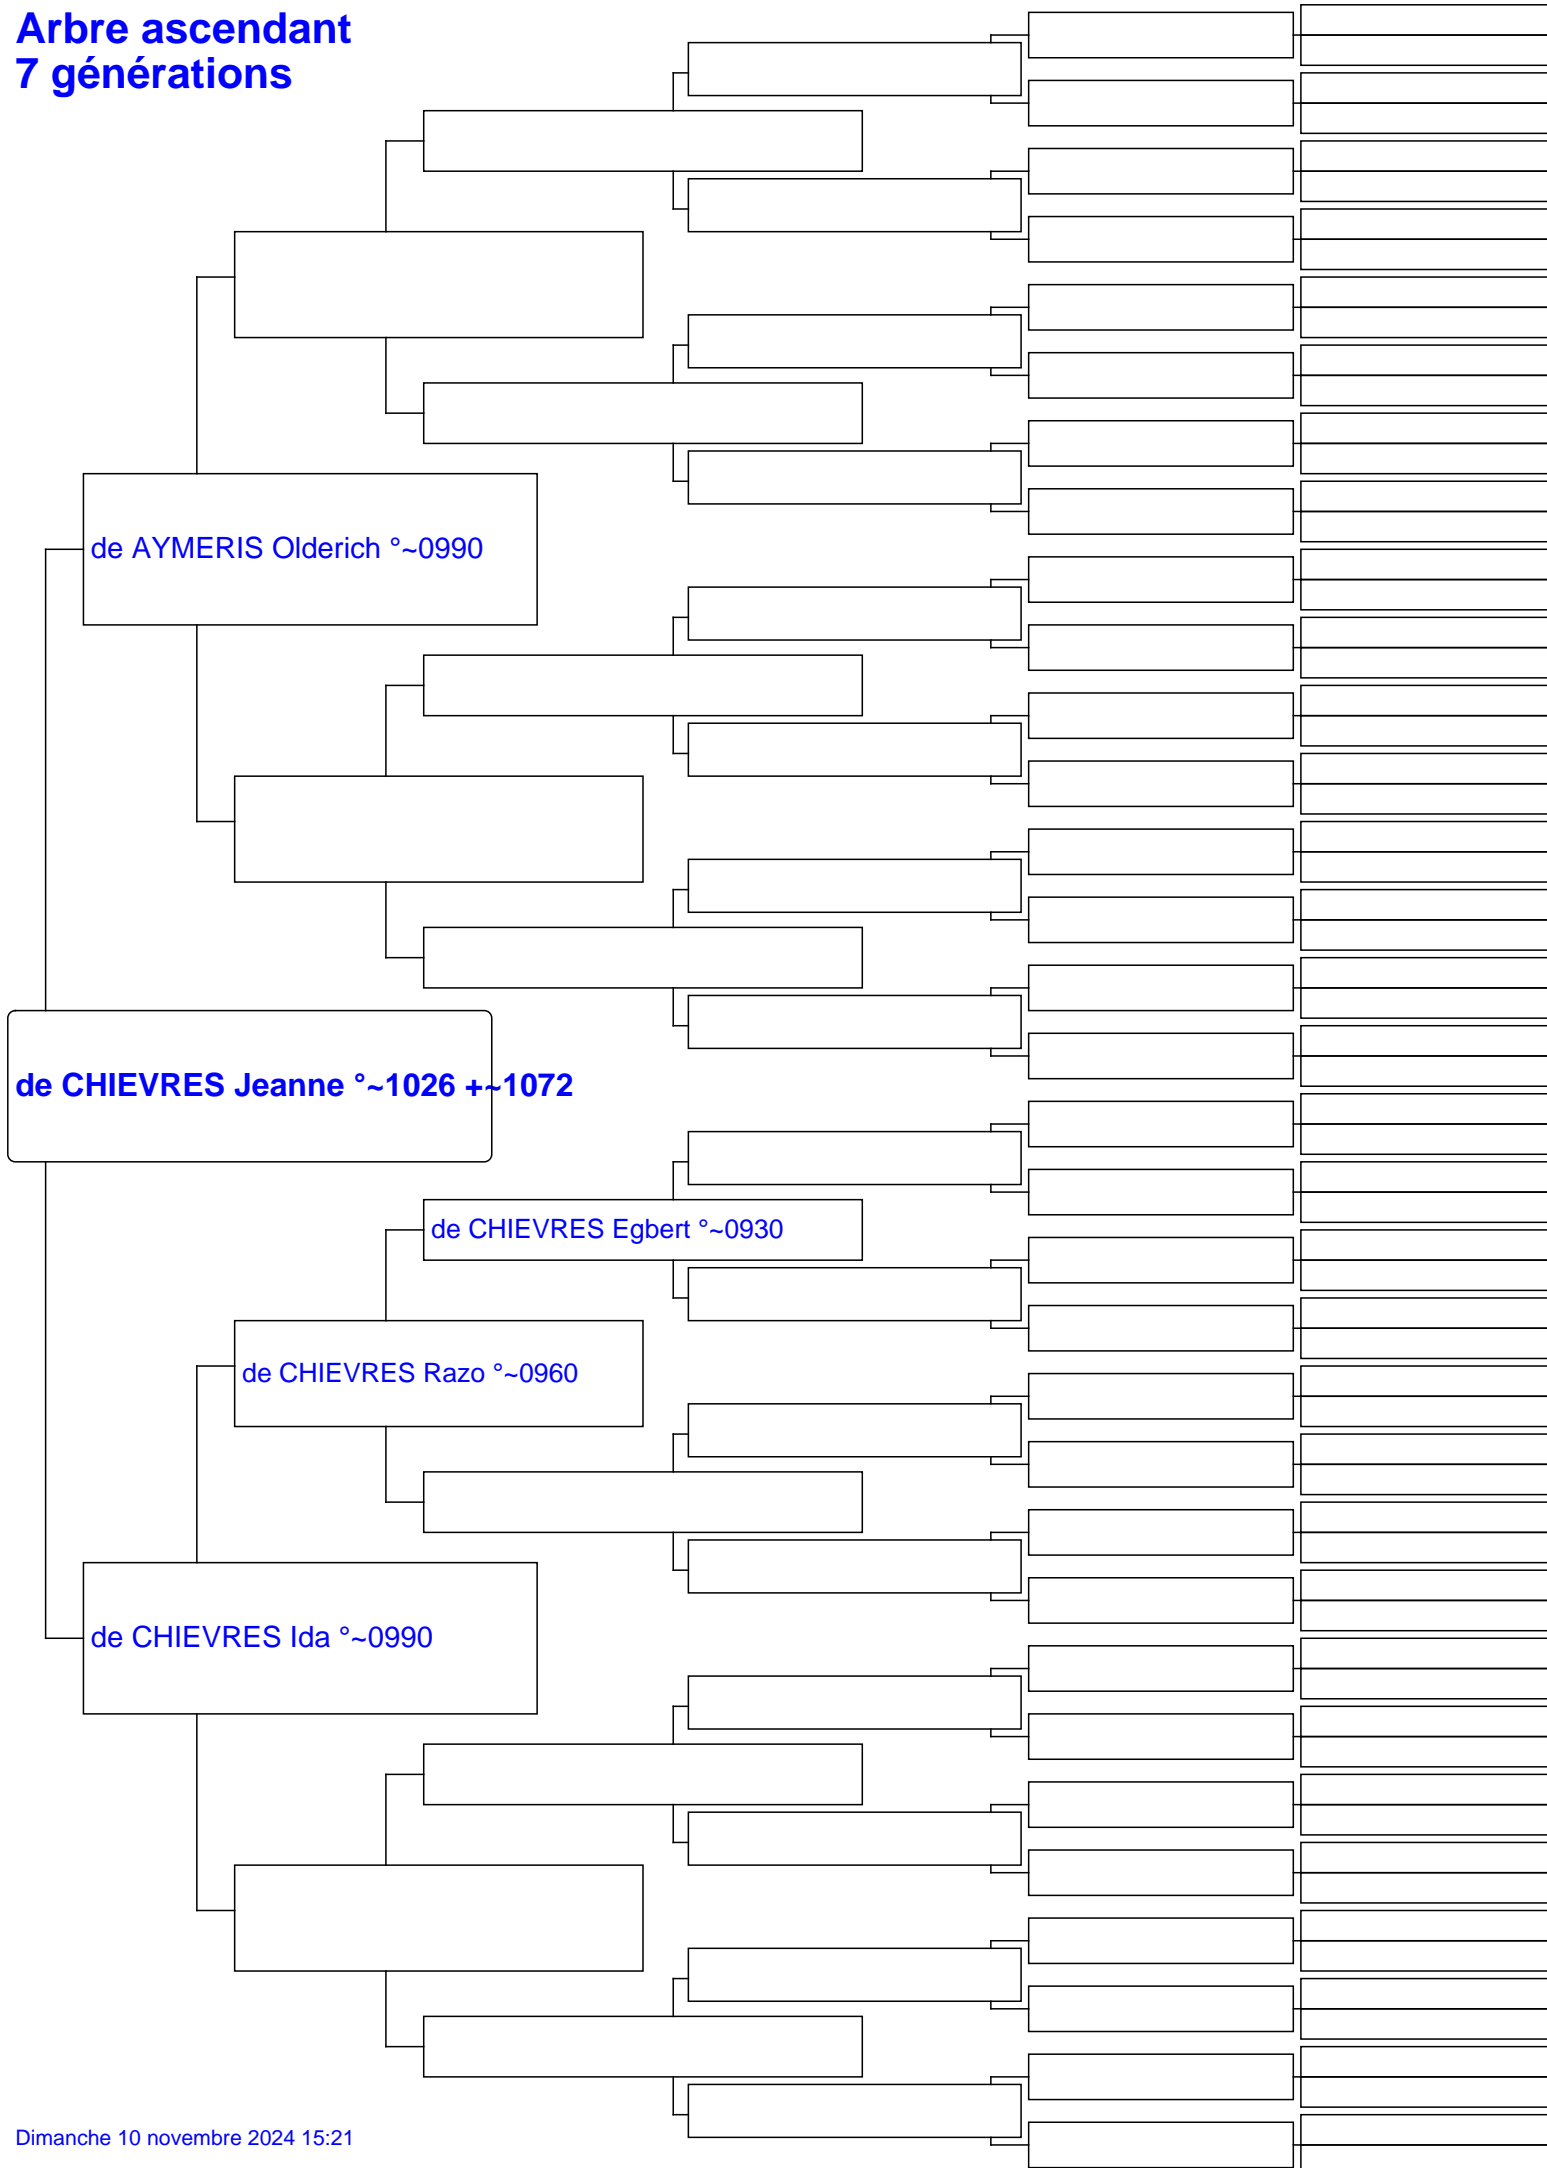 Arbre ascendant
7 générations
de AYMERIS Olderich °~0990
de CHIEVRES Jeanne °~1026 +~1072
de CHIEVRES Egbert °~0930
de CHIEVRES Razo °~0960
de CHIEVRES Ida °~0990
Dimanche 10 novembre 2024 15:21